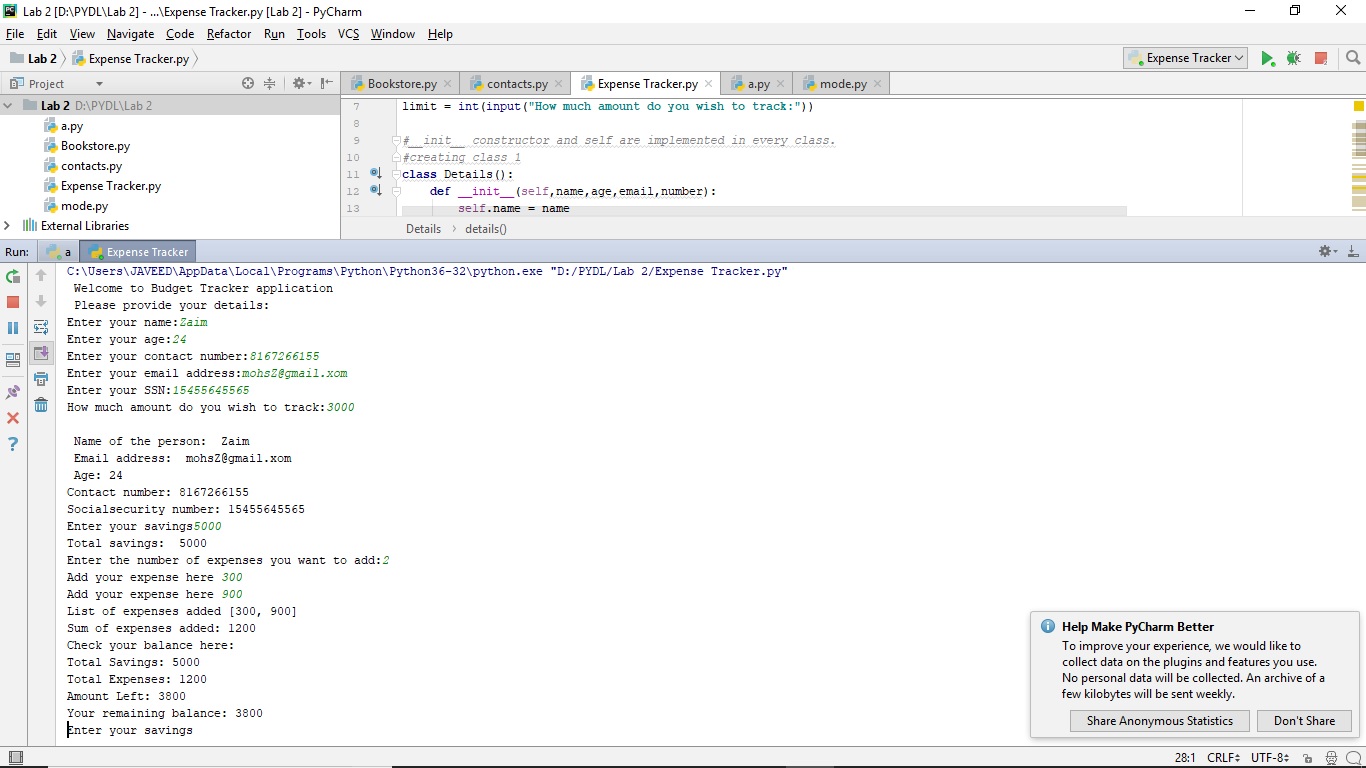 Lab 2 [D:\PYDL\Lab 2] - ...\Expense Tracker.py [Lab 2] - PyCharm
File Edit View Navigate Code Refactor Run Tools VCS Window Help
Lab 2 Expense Tracker.py
Expense Tracker
Project
Bookstore.py contacts.py Expense Tracker.py a.py mode.py
Lab 2 D:\PYDL\Lab 2
a.py
Bookstore.py
contacts.py
Expense Tracker.py
mode.py
External Libraries
7 limit = int(input("How much amount do you wish to track:"))
8
9 #__init__ constructor and self are implemented in every class.
10 #creating class 1
11 class Details():
12 def __init__(self,name,age,email,number):
13 self.name = name
Details details()
Run: a Expense Tracker
C:\Users\JAVEED\AppData\Local\Programs\Python\Python36-32\python.exe "D:/PYDL/Lab 2/Expense Tracker.py"
Welcome to Budget Tracker application
Please provide your details:
Enter your name:Zaim
Enter your age:24
Enter your contact number:8167266155
Enter your email address:mohsZ@gmail.xom
Enter your SSN:15455645565
How much amount do you wish to track:3000
Name of the person:  Zaim
Email address:  mohsZ@gmail.xom
Age: 24
Contact number: 8167266155
Socialsecurity number: 15455645565
Enter your savings5000
Total savings:  5000
Enter the number of expenses you want to add:2
Add your expense here 300
Add your expense here 900
List of expenses added [300, 900]
Sum of expenses added: 1200
Check your balance here:
Total Savings: 5000
Total Expenses: 1200
Amount Left: 3800
Your remaining balance: 3800
Enter your savings
Help Make PyCharm Better
To improve your experience, we would like to
collect data on the plugins and features you use.
No personal data will be collected. An archive of a
few kilobytes will be sent weekly.
Share Anonymous Statistics Don't Share
28:1 CRLF UTF-8